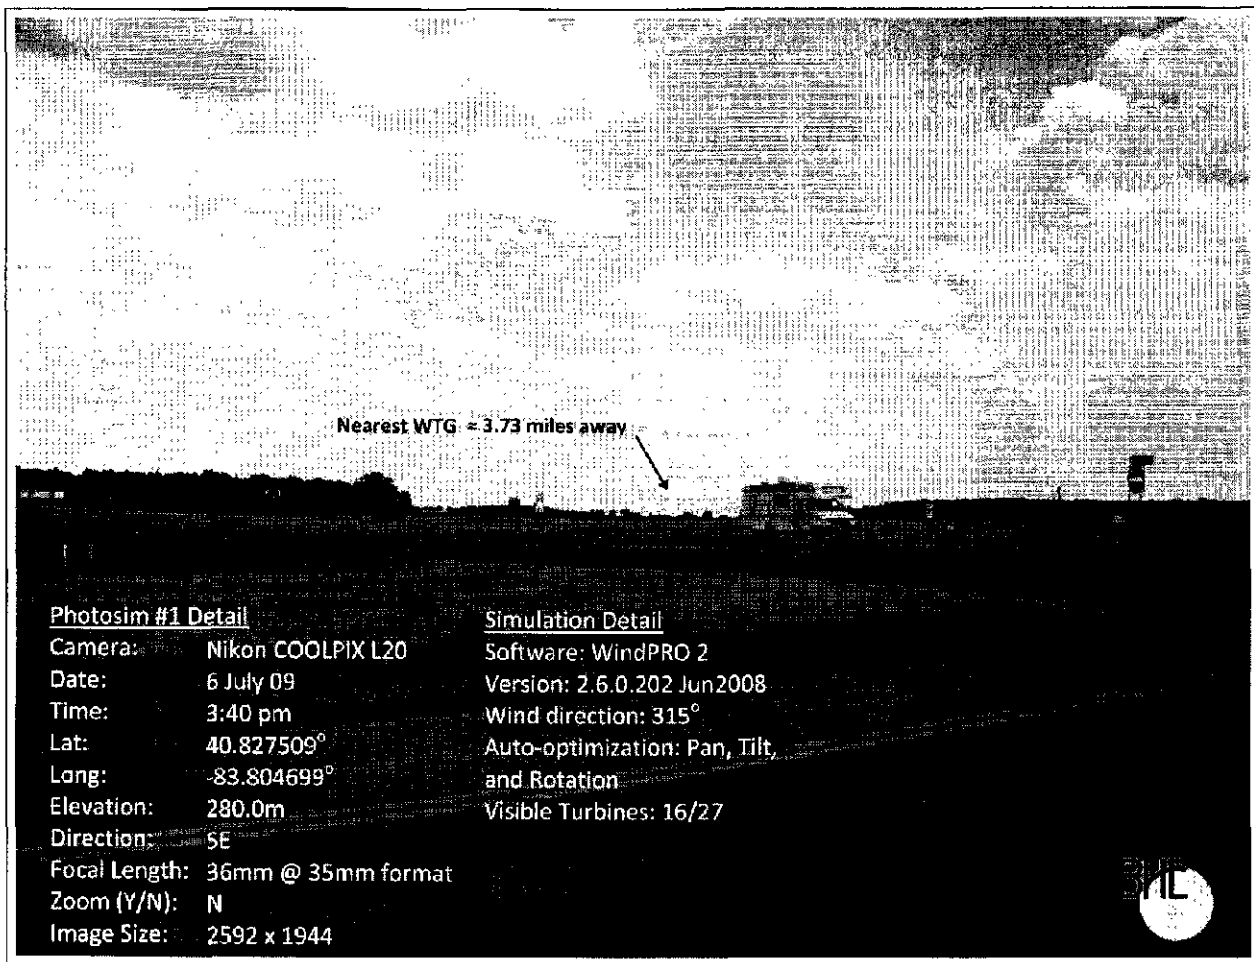 Nearest WTG ≈ 3.73 miles away
Photosim #1 Detail
Camera: Nikon COOLPIX L20
Date: 6 July 09
Time: 3:40 pm
Lat: 40.827509°
Long: -83.804699°
Elevation: 280.0m
Direction: SE
Focal Length: 36mm @ 35mm format
Zoom (Y/N): N
Image Size: 2592 x 1944
Simulation Detail
Software: WindPRO 2
Version: 2.6.0.202 Jun2008
Wind direction: 315°
Auto-optimization: Pan, Tilt,
and Rotation
Visible Turbines: 16/27